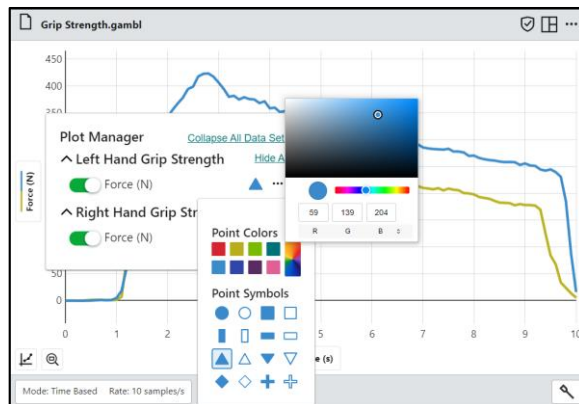 Grip Strength.gambl
450
400
350
50
0
Force (N)
Plot Manager
Collapse All Data Set
Left Hand Grip Strength
Hide A
Force (N)
Right Hand Grip Str
Force (N)
59 139 204
R G B
Point Colors
Point Symbols
0 1 2 5 6 7 8 9 10
e (s)
Mode: Time Based Rate: 10 samples/s